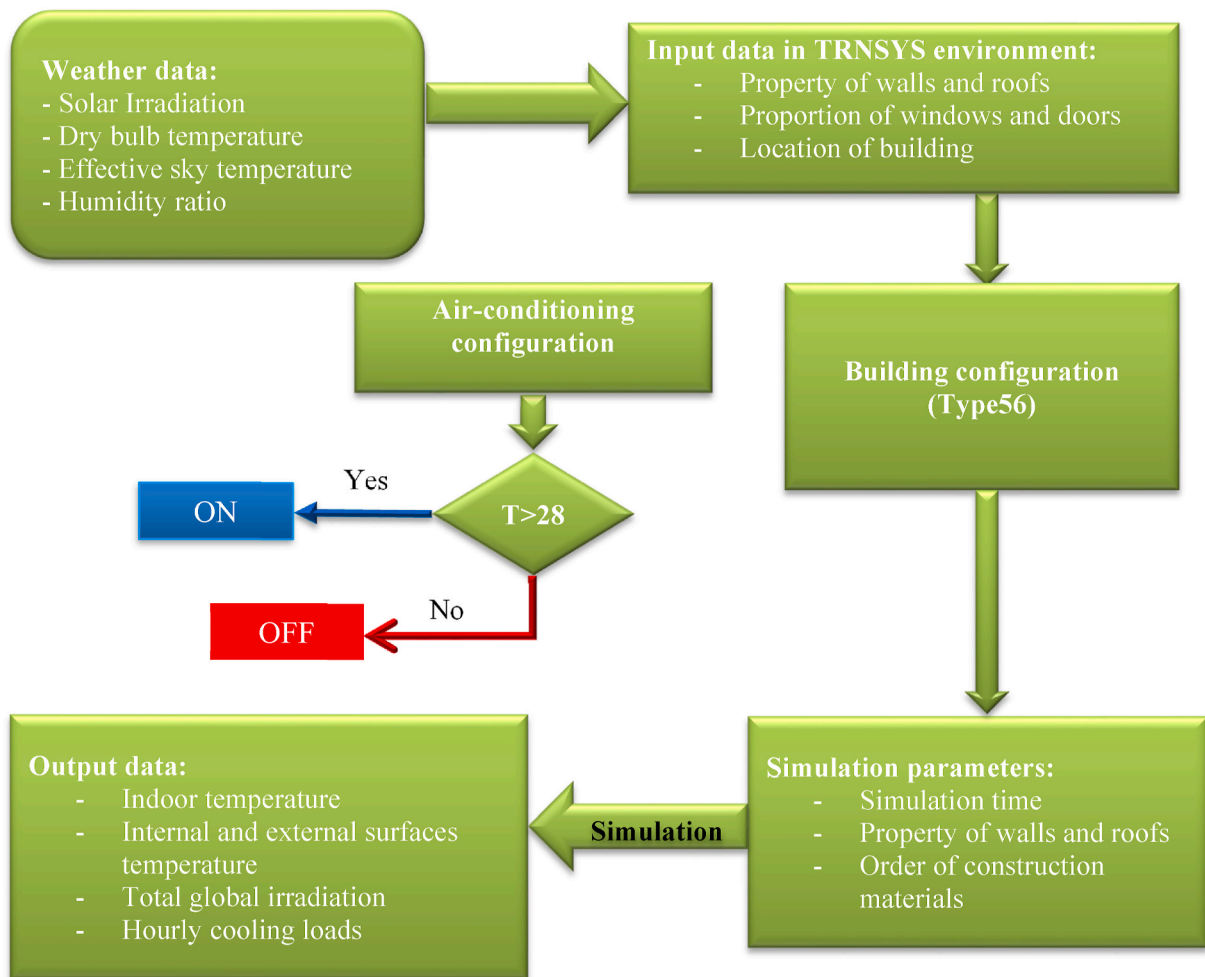 Weather data:
- Solar Irradiation
- Dry bulb temperature
- Effective sky temperature
- Humidity ratio
Input data in TRNSYS environment:
- Property of walls and roofs
- Proportion of windows and doors
- Location of building
Air-conditioning
configuration
Building configuration
(Type56)
T>28
Yes
ON
No
OFF
Simulation parameters:
- Simulation time
- Property of walls and roofs
- Order of construction
materials
Simulation
Output data:
- Indoor temperature
- Internal and external surfaces
temperature
- Total global irradiation
- Hourly cooling loads